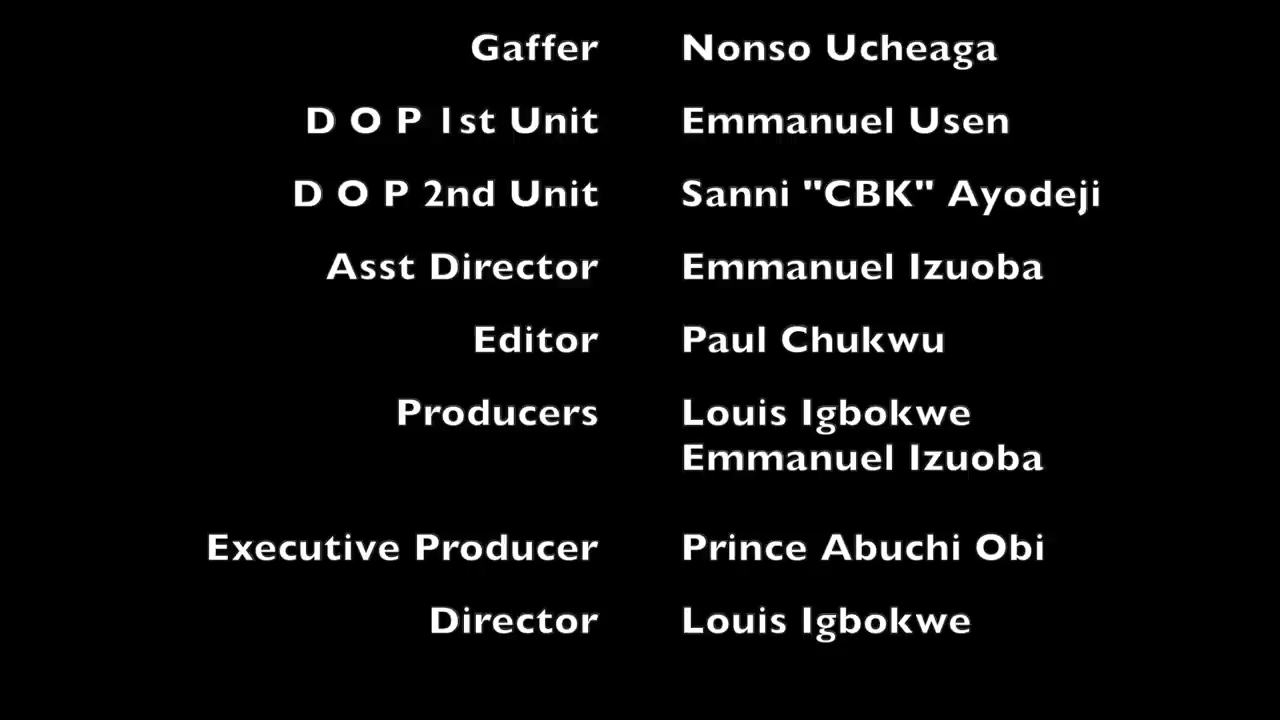 Gaffer Nonso Ucheaga
D O P 1st Unit Emmanuel Usen
D O P 2nd Unit Sanni "CBK" Ayodeji
Asst Director Emmanuel Izuoba
Editor Paul Chukwu
Producers Louis Igbokwe
Emmanuel Izuoba
Executive Producer Prince Abuchi Obi
Director Louis Igbokwe